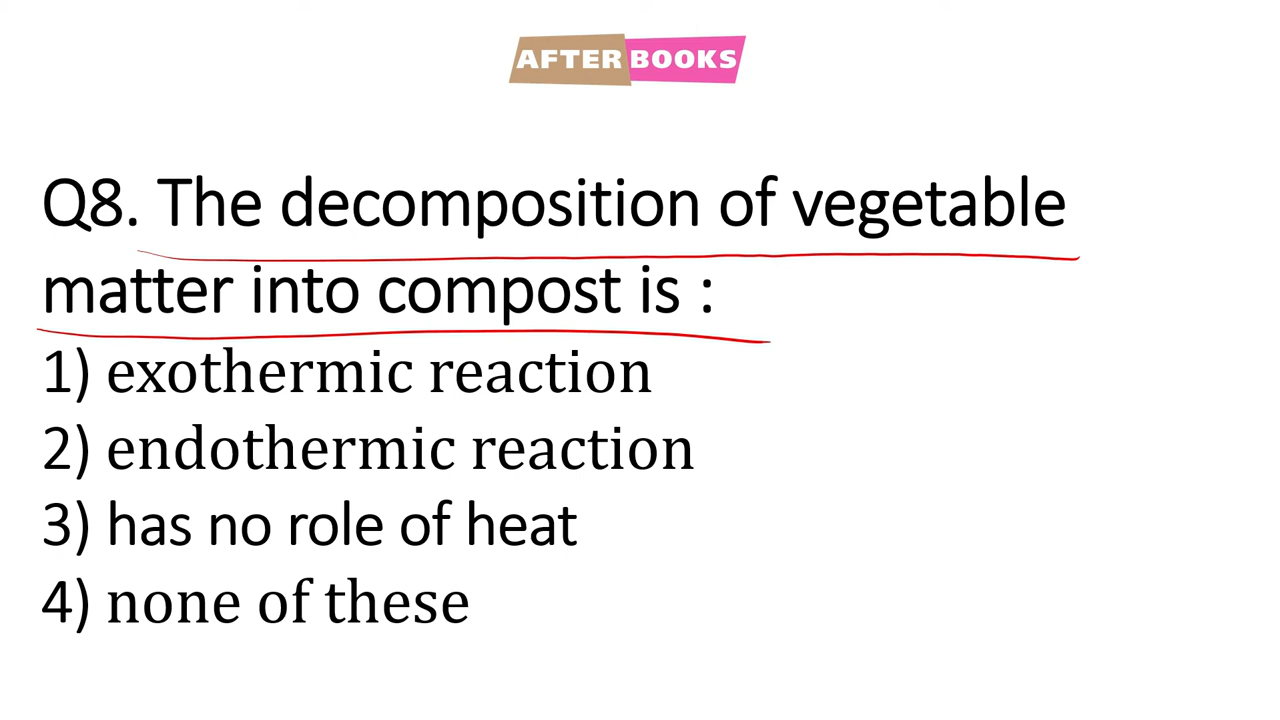 AFTER BOOKS
Q8. The decomposition of vegetable
matter into compost is :
1) exothermic reaction
2) endothermic reaction
3) has no role of heat
4) none of these